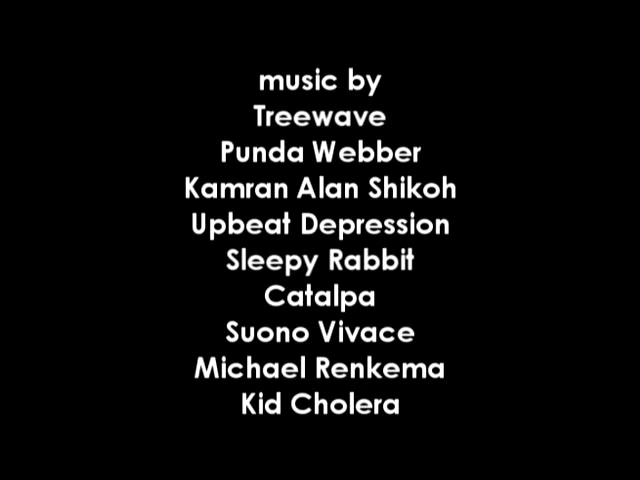 music by
Treewave
Punda Webber
Kamran Alan Shikoh
Upbeat Depression
Sleepy Rabbit
Catalpa
Suono Vivace
Michael Renkema
Kid Cholera